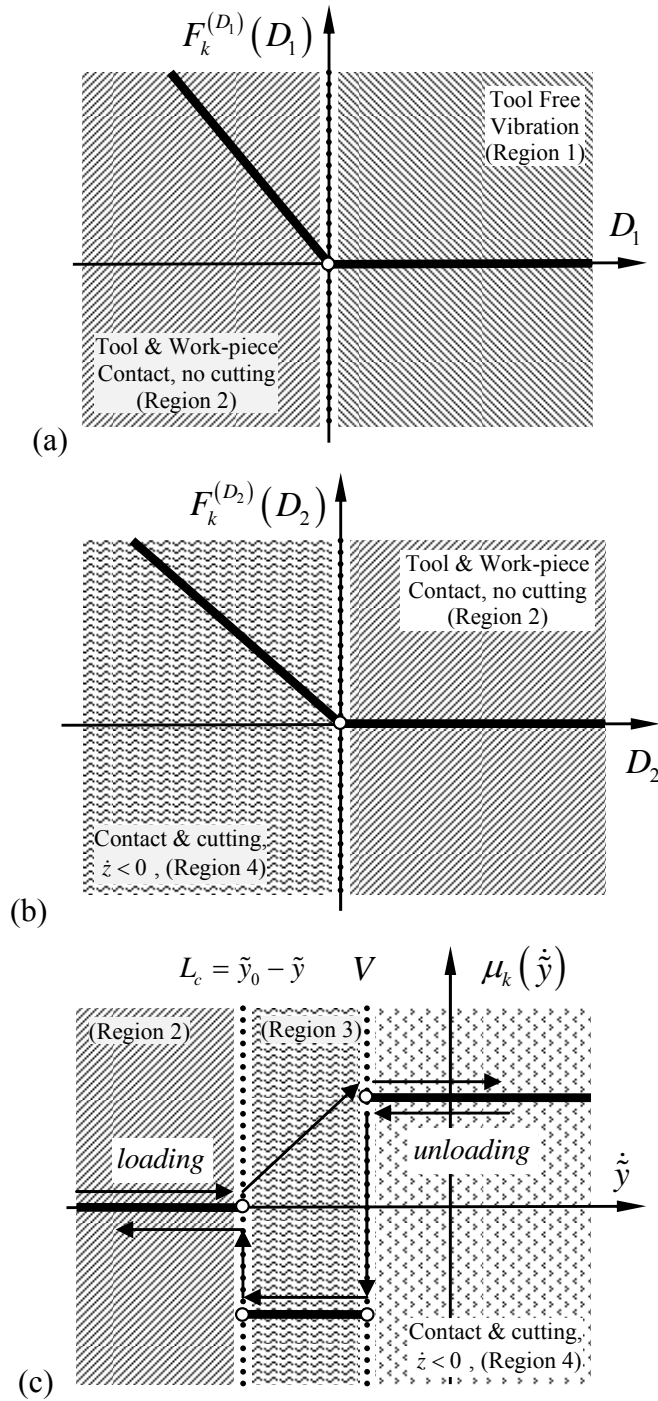 F_k^{(D_1)}(D_1)
Tool Free
Vibration
(Region 1)
D_1
Tool & Work-piece
Contact, no cutting
(Region 2)
(a)
F_k^{(D_2)}(D_2)
Tool & Work-piece
Contact, no cutting
(Region 2)
D_2
Contact & cutting,
ż < 0 , (Region 4)
(b)
L_c = ỹ_0 − ỹ V μ_k(ỹ̇)
(Region 2) (Region 3)
loading unloading
ỹ̇
Contact & cutting,
ż < 0 , (Region 4)
(c)